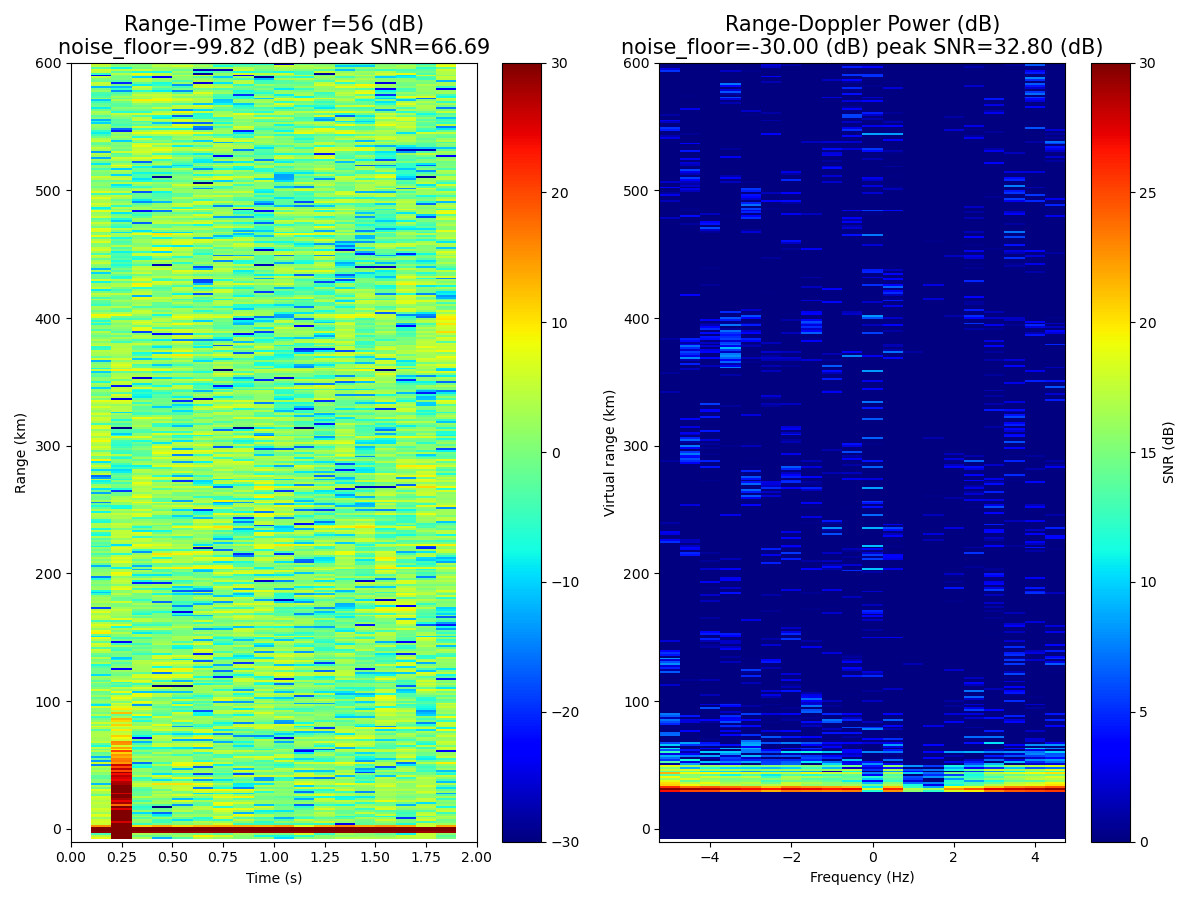 Range-Time Power f=56 (dB)
noise_floor=-99.82 (dB) peak SNR=66.69
600
500
400
300
200
100
0
Range (km)
0.00 0.25 0.50 0.75 1.00 1.25 1.50 1.75 2.00
Time (s)
30
20
10
0
−10
−20
−30
Range-Doppler Power (dB)
noise_floor=-30.00 (dB) peak SNR=32.80 (dB)
600
500
400
300
200
100
0
Virtual range (km)
−4 −2 0 2 4
Frequency (Hz)
30
25
20
15
10
5
0
SNR (dB)